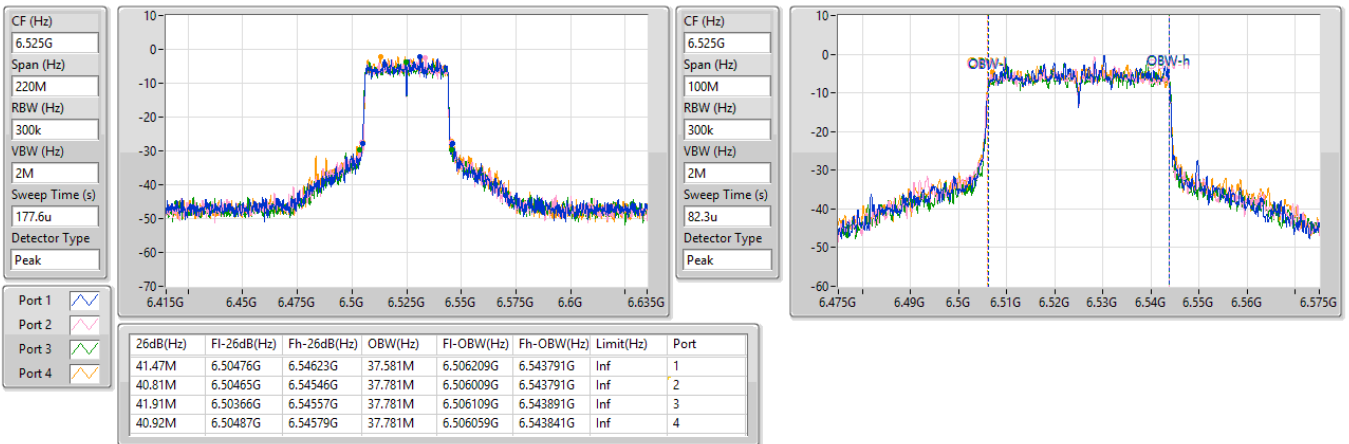 CF (Hz)
6.525G
Span (Hz)
220M
RBW (Hz)
300k
VBW (Hz)
2M
Sweep Time (s)
177.6u
Detector Type
Peak
10
0
-10
-20
-30
-40
-50
-60
-70
6.415G 6.45G 6.475G 6.5G 6.525G 6.55G 6.575G 6.6G 6.635G
CF (Hz)
6.525G
Span (Hz)
100M
RBW (Hz)
300k
VBW (Hz)
2M
Sweep Time (s)
82.3u
Detector Type
Peak
10
0
-10
-20
-30
-40
-50
-60
OBW-l OBW-h
6.475G 6.49G 6.5G 6.51G 6.52G 6.53G 6.54G 6.55G 6.56G 6.575G
Port 1
Port 2
Port 3
Port 4
26dB(Hz) Fl-26dB(Hz) Fh-26dB(Hz) OBW(Hz) Fl-OBW(Hz) Fh-OBW(Hz) Limit(Hz) Port
41.47M 6.50476G 6.54623G 37.581M 6.506209G 6.543791G Inf 1
40.81M 6.50465G 6.54546G 37.781M 6.506009G 6.543791G Inf 2
41.91M 6.50366G 6.54557G 37.781M 6.506109G 6.543891G Inf 3
40.92M 6.50487G 6.54579G 37.781M 6.506059G 6.543841G Inf 4